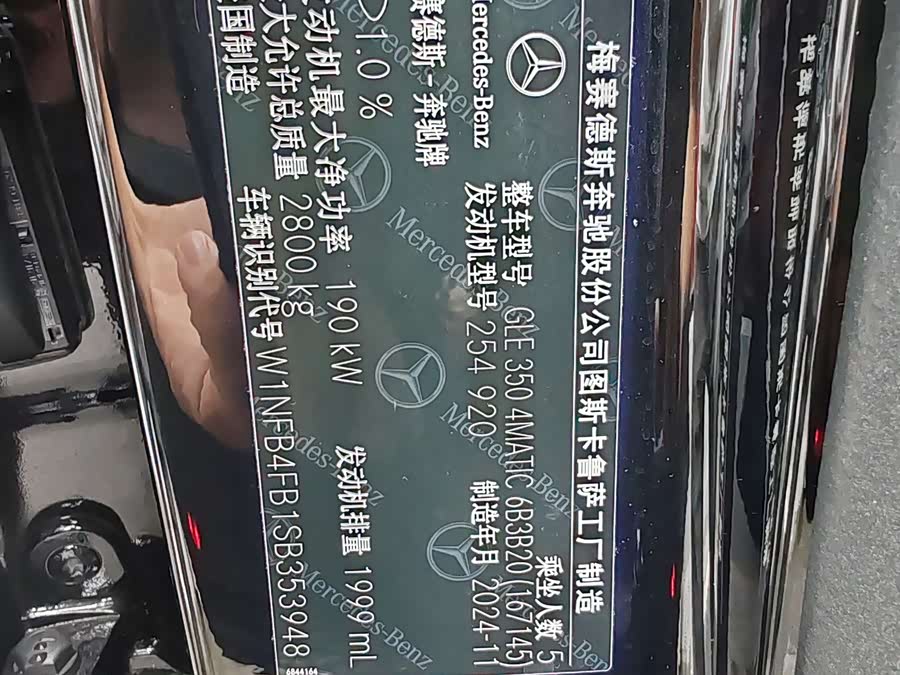 梅赛德斯奔驰股份公司图斯卡鲁萨工厂制造
乘坐人数 5
整车型号 GLE 350 4MATIC 6B3B20 (167145)
Mercedes-Benz 发动机型号 254 920 制造年月 2024-11
赛德斯-奔驰牌
1.0 %
动机最大净功率 190 kW 发动机排量 1999 mL
大允许总质量 2800 kg
国制造 车辆识别代号 W1NFB4FB1SB353948
6844164